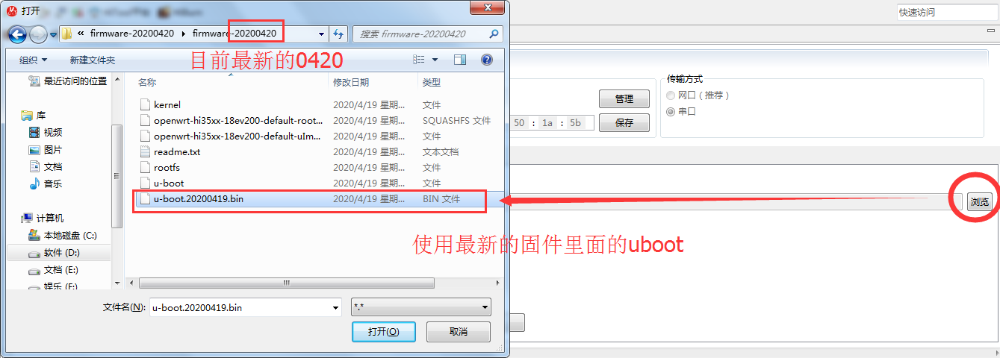 打开
快速访问
« firmware-20200420 ▸ firmware-20200420
搜索 firmware-20200420
组织 新建文件夹
目前最新的0420
名称 修改日期 类型
最近访问的位置
库
视频
图片
文档
音乐
计算机
本地磁盘 (C:)
软件 (D:)
文档 (E:)
娱乐 (F:)
kernel 2020/4/19 星期... 文件
openwrt-hi35xx-18ev200-default-root... 2020/4/19 星期... SQUASHFS 文件
openwrt-hi35xx-18ev200-default-uIm... 2020/4/19 星期... 文件
readme.txt 2020/4/19 星期... 文本文档
rootfs 2020/4/19 星期... 文件
u-boot 2020/4/19 星期... 文件
u-boot.20200419.bin 2020/4/19 星期... BIN 文件
文件名(N): u-boot.20200419.bin *.*
打开(O) 取消
管理
50 : 1a : 5b 保存
传输方式
网口（推荐）
串口
浏览
使用最新的固件里面的uboot